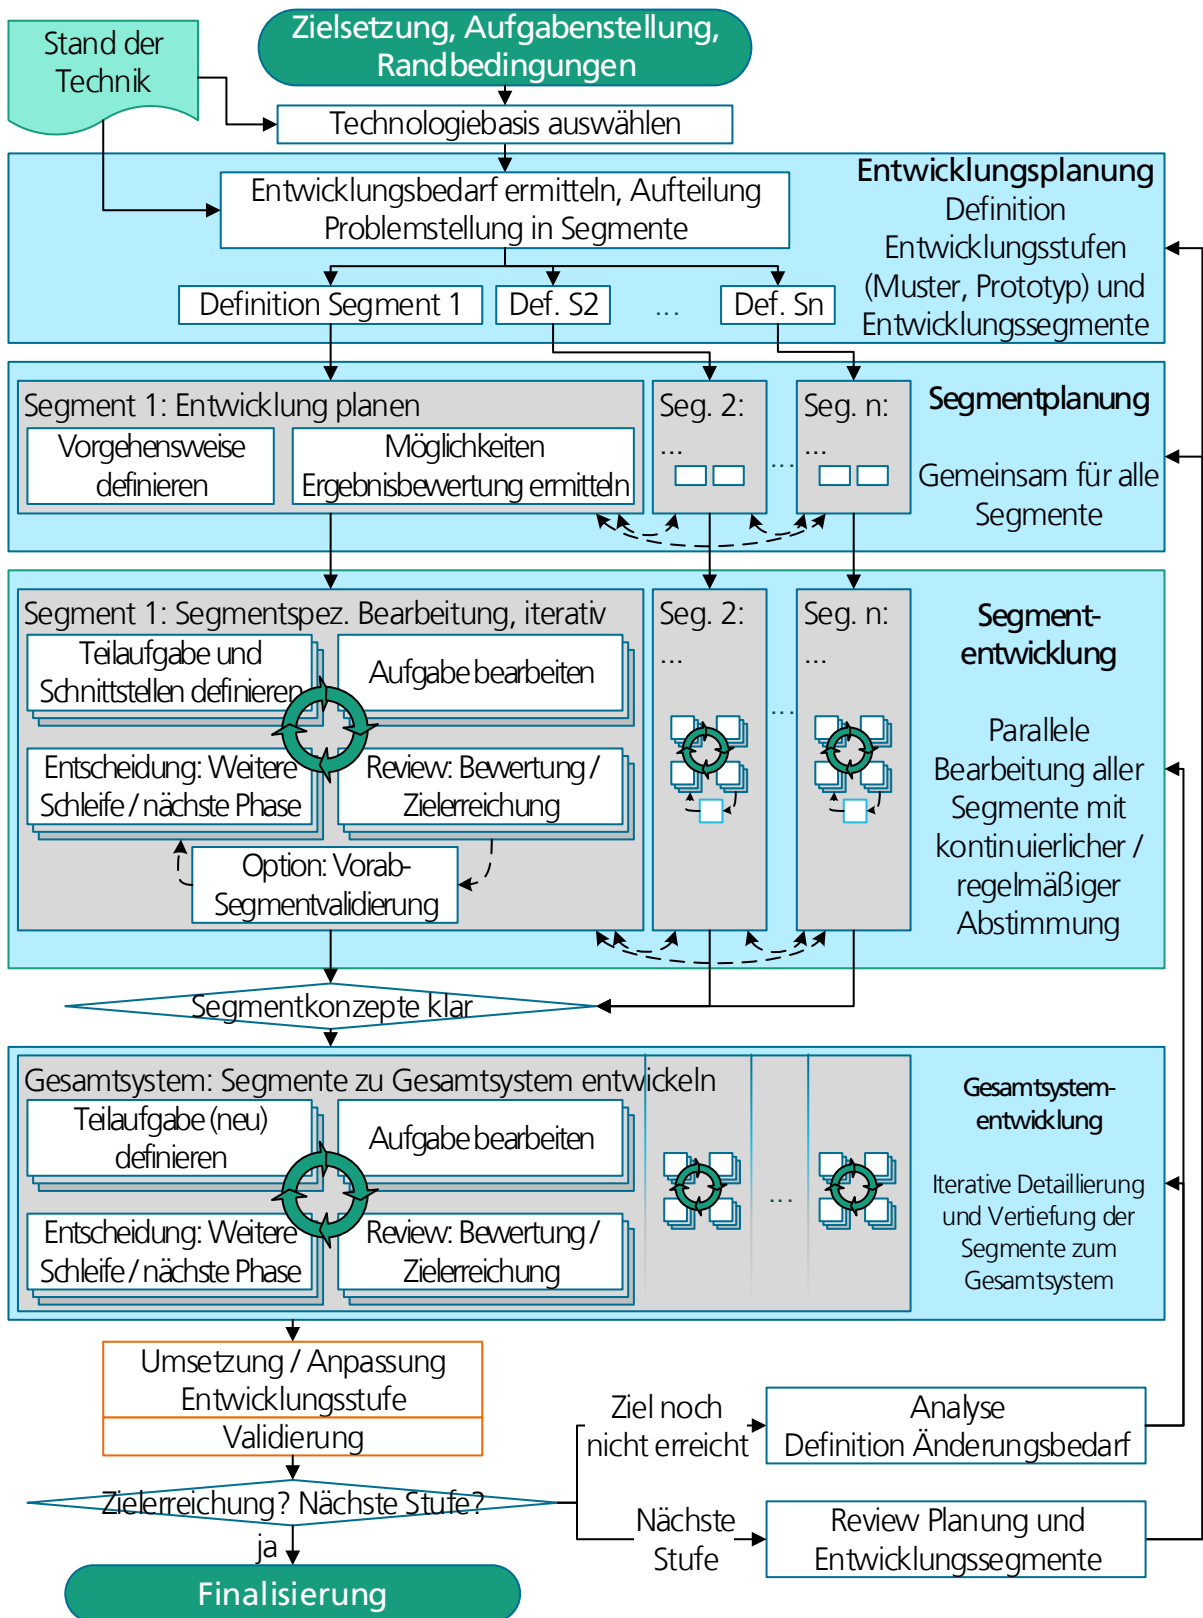 Stand der
Technik
Zielsetzung, Aufgabenstellung,
Randbedingungen
Technologiebasis auswählen
Entwicklungsbedarf ermitteln, Aufteilung
Problemstellung in Segmente
Entwicklungsplanung
Definition
Entwicklungsstufen
(Muster, Prototyp) und
Entwicklungssegmente
Definition Segment 1
Def. S2
...
Def. Sn
Segment 1: Entwicklung planen
Vorgehensweise
definieren
Möglichkeiten
Ergebnisbewertung ermitteln
Seg. 2:
...
...
Seg. n:
...
Segmentplanung
Gemeinsam für alle
Segmente
Segment 1: Segmentspez. Bearbeitung, iterativ
Teilaufgabe und
Schnittstellen definieren
Aufgabe bearbeiten
Entscheidung: Weitere
Schleife / nächste Phase
Review: Bewertung /
Zielerreichung
Option: Vorab-
Segmentvalidierung
Seg. 2:
...
...
Seg. n:
...
Segment-
entwicklung
Parallele
Bearbeitung aller
Segmente mit
kontinuierlicher /
regelmäßiger
Abstimmung
Segmentkonzepte klar
Gesamtsystem: Segmente zu Gesamtsystem entwickeln
Teilaufgabe (neu)
definieren
Aufgabe bearbeiten
Entscheidung: Weitere
Schleife / nächste Phase
Review: Bewertung /
Zielerreichung
...
Gesamtsystem-
entwicklung
Iterative Detaillierung
und Vertiefung der
Segmente zum
Gesamtsystem
Umsetzung / Anpassung
Entwicklungsstufe
Validierung
Zielerreichung? Nächste Stufe?
Ziel noch
nicht erreicht
Analyse
Definition Änderungsbedarf
Nächste
Stufe
Review Planung und
Entwicklungssegmente
ja
Finalisierung